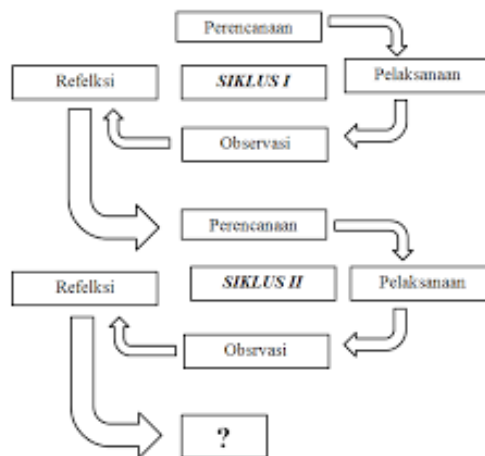 Perencanaan
Refelksi
SIKLUS I
Pelaksanaan
Observasi
Perencanaan
Refelksi
SIKLUS II
Pelaksanaan
Obsrvasi
?